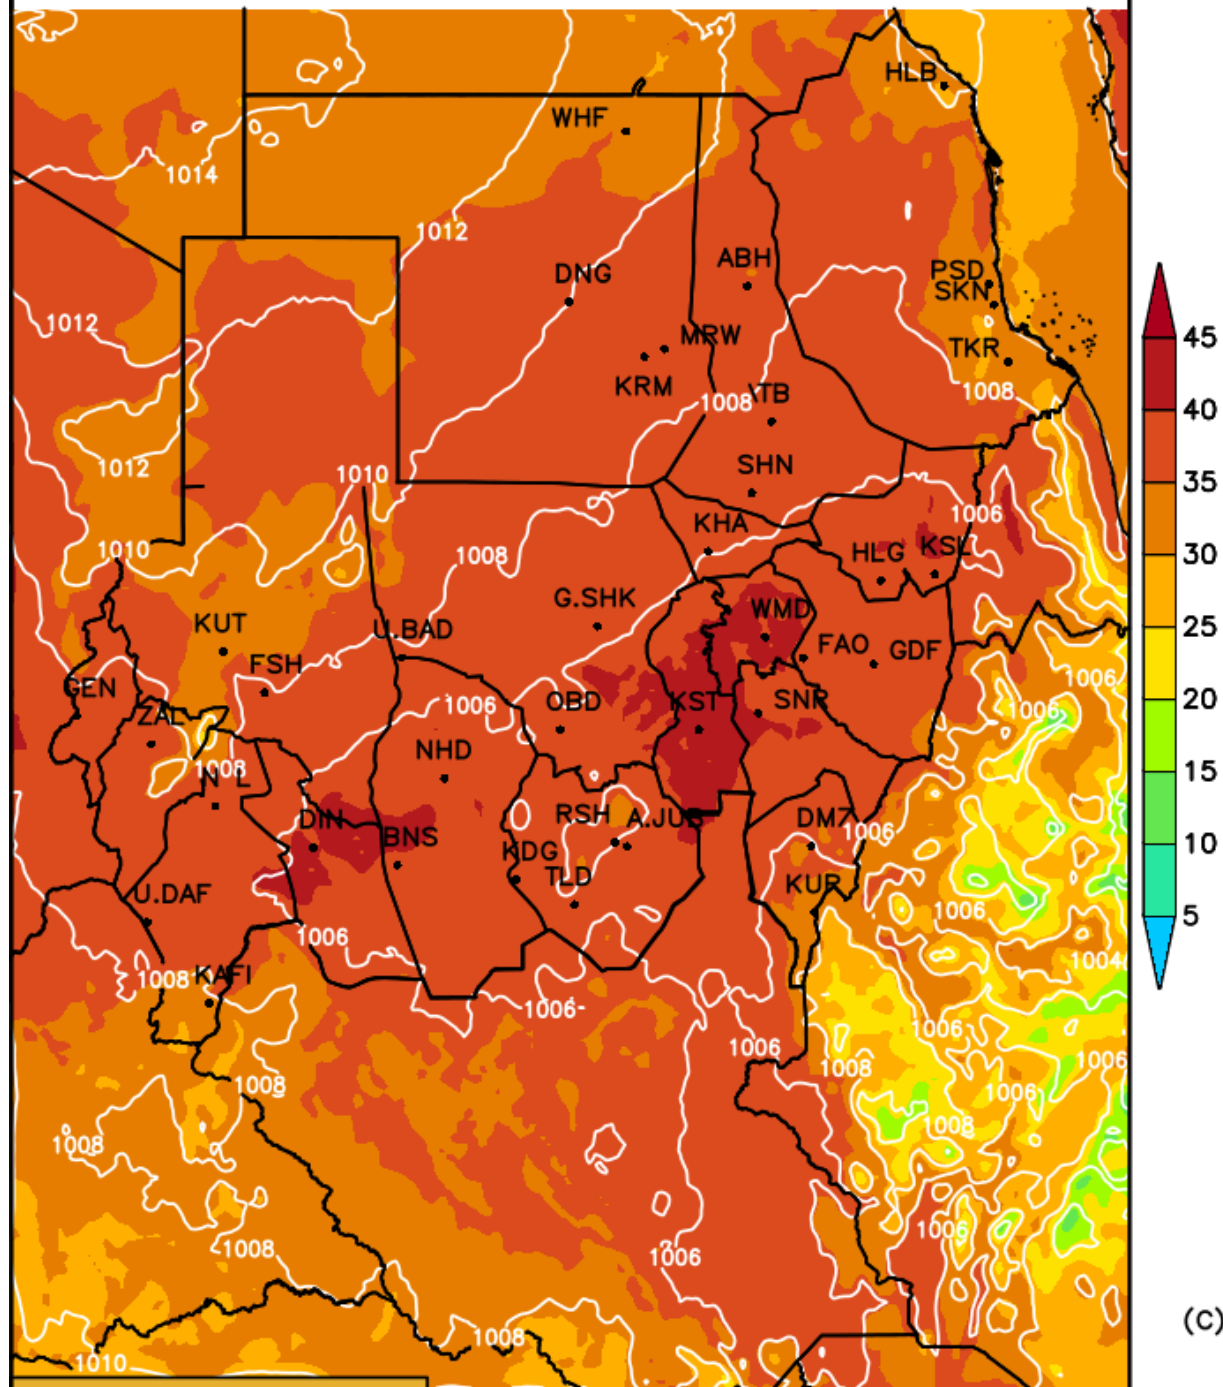 HLB
WHF
1014
1012
ABH
DNG
PSD
SKN
1012
MRW
TKR
KRM
1008
1008
SHN
1012
1010
1006
KHA
1010
1008
HLG
KSL
G.SHK
WMD
KUT
U.BAD
FAO
GDF
FSH
1006
GEN
OBD
KST
SNR
1006
1006
ZAL
NHD
1008
RSH
A.JUB
DIN
BNS
1006
KDG
TLD
KUR
U.DAF
1006
1006
1004
1008
KAFI
1006
1006
1006
1008
1006
1008
1006
1008
1008
1006
1008
1006
1008
1010
45
40
35
30
25
20
15
10
5
(C)